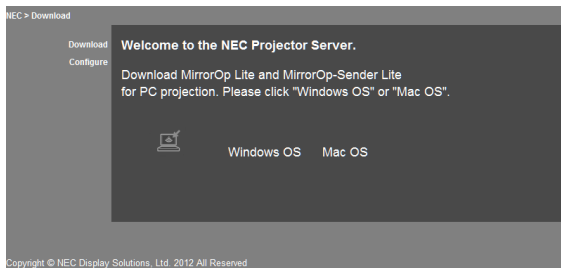 NEC > Download
Download
Configure
Welcome to the NEC Projector Server.
Download MirrorOp Lite and MirrorOp-Sender Lite
for PC projection. Please click "Windows OS" or "Mac OS".
Windows OS Mac OS
Copyright © NEC Display Solutions, Ltd. 2012 All Reserved